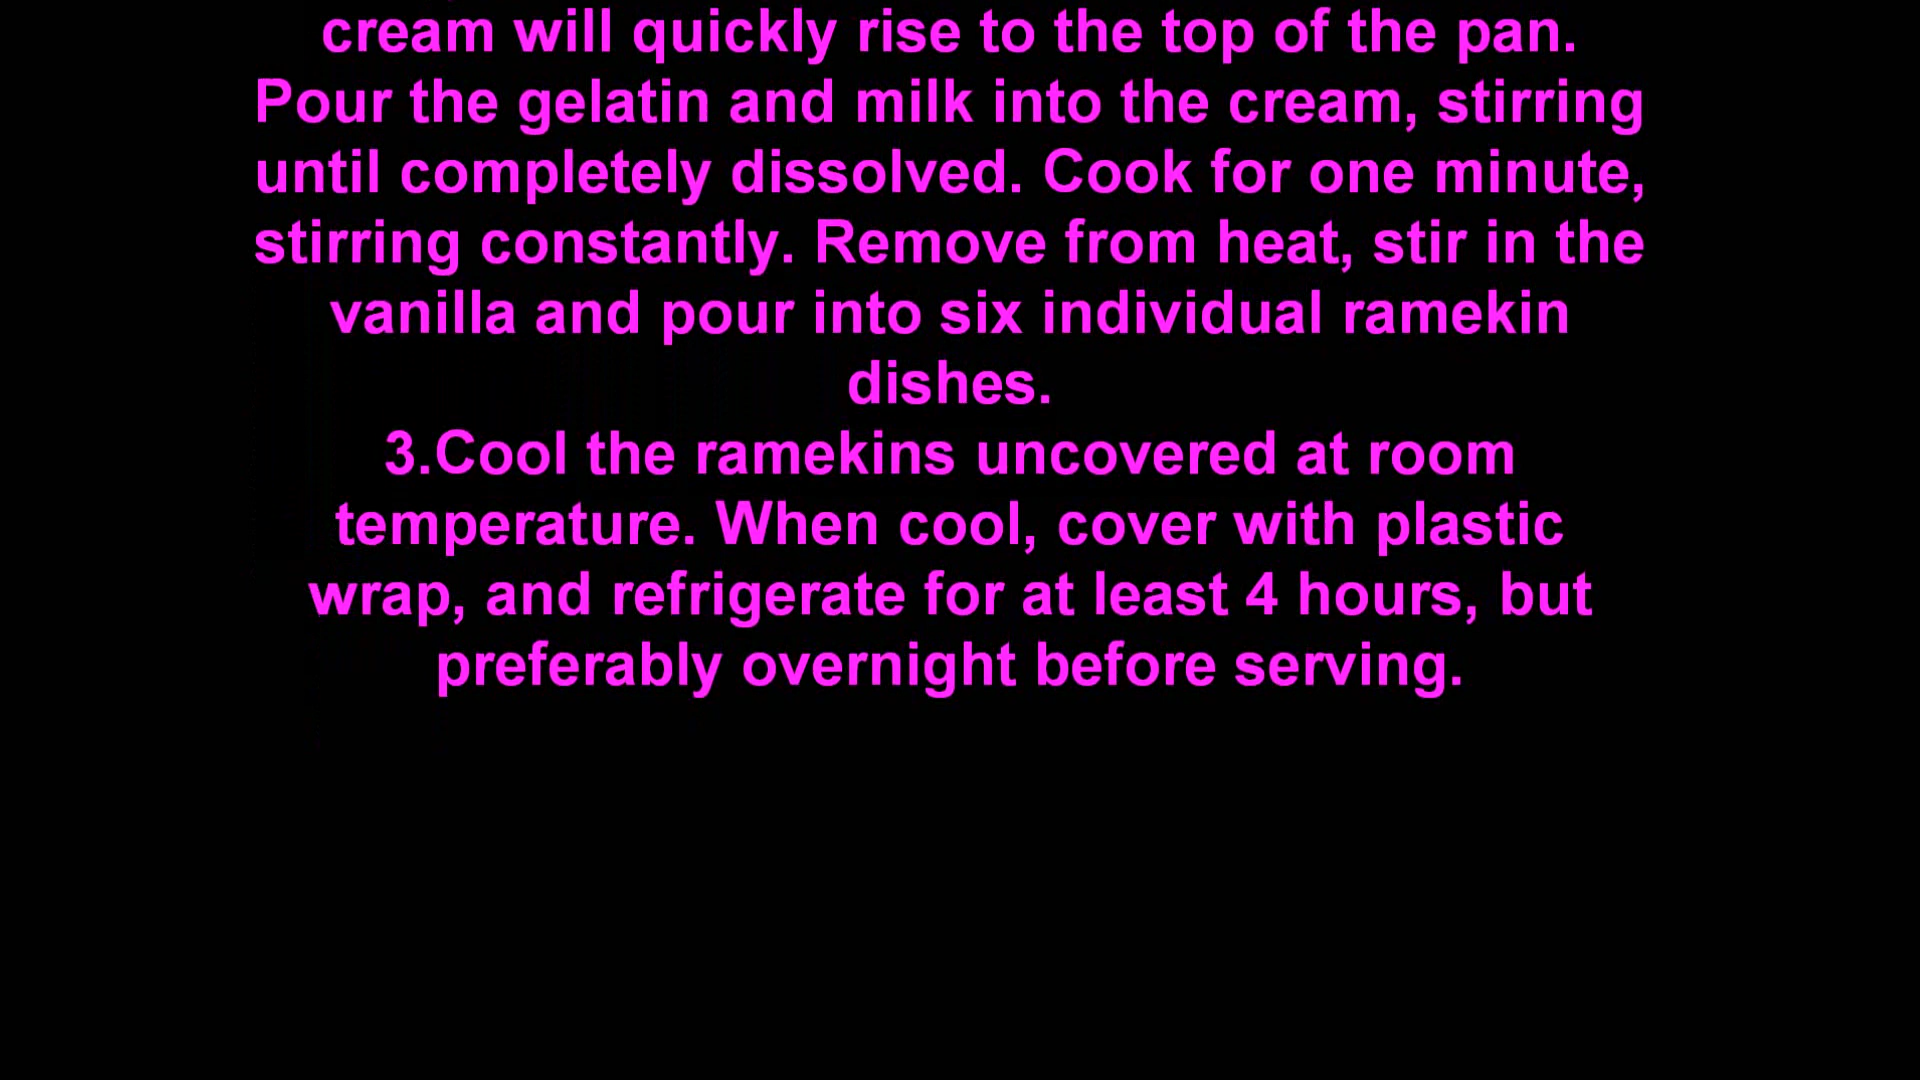 cream will quickly rise to the top of the pan.
Pour the gelatin and milk into the cream, stirring
until completely dissolved. Cook for one minute,
stirring constantly. Remove from heat, stir in the
vanilla and pour into six individual ramekin
dishes.
3.Cool the ramekins uncovered at room
temperature. When cool, cover with plastic
wrap, and refrigerate for at least 4 hours, but
preferably overnight before serving.